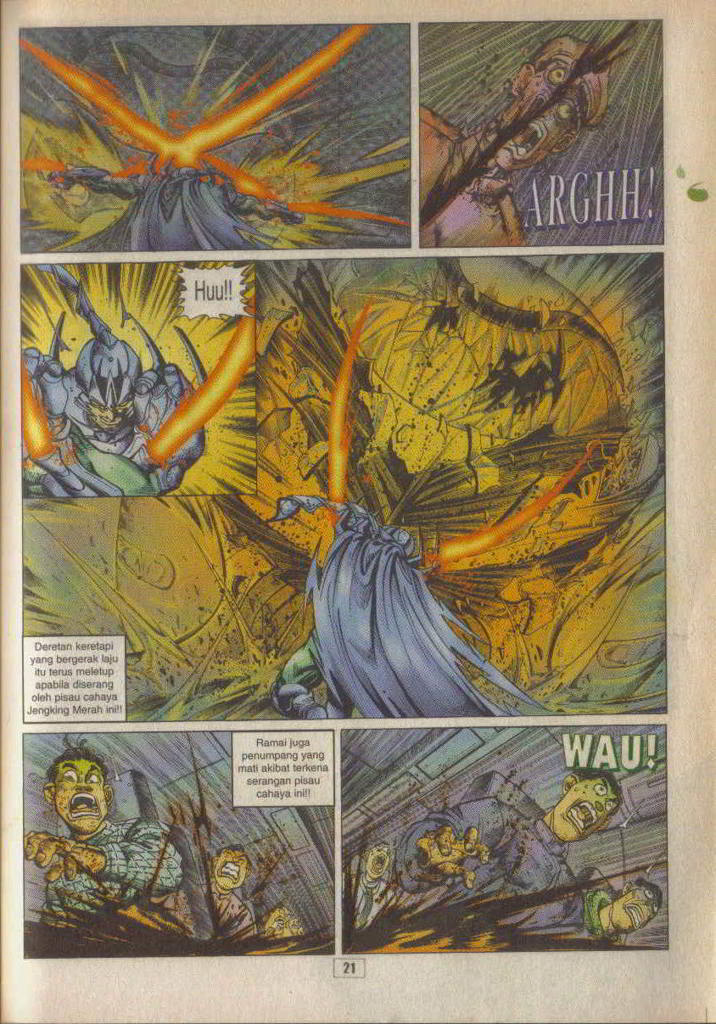 ARGHH!
Huu!!
Deretan keretapi
yang bergerak laju
itu terus meletup
apabila diserang
oleh pisau cahaya
Jengking Merah ini!!
Ramai juga
penumpang yang
mati akibat terkena
serangan pisau
cahaya ini!!
WAU!
21